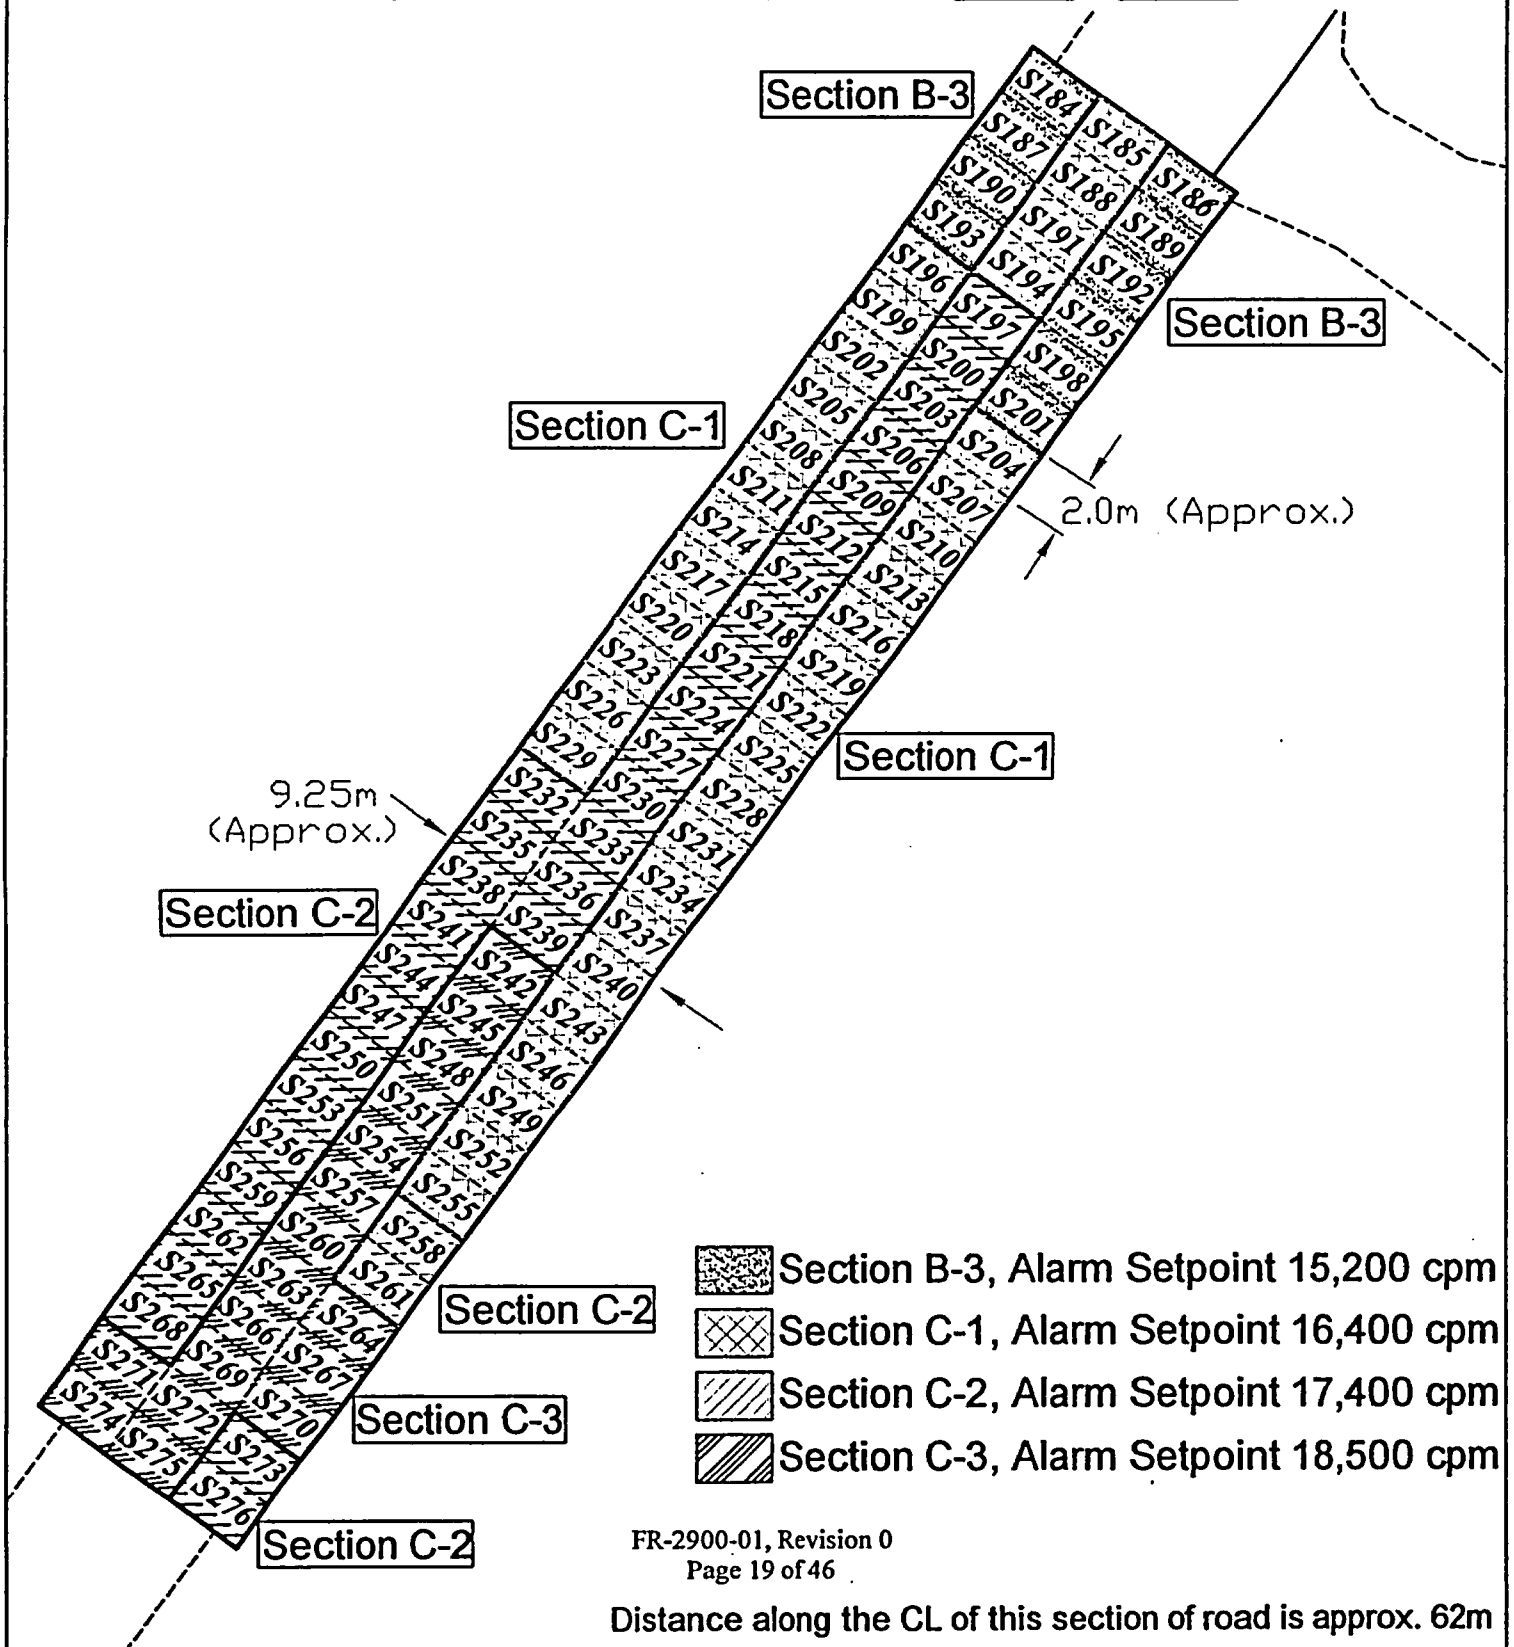 Section B-3
S184
S185
S186
S187
S188
S189
S190
S191
S192
S193
S194
S195
Section B-3
S196
S197
S198
S199
S200
S201
S202
S203
S204
Section C-1
S205
S206
S207
2.0m (Approx.)
S208
S209
S210
S211
S212
S213
S214
S215
S216
S217
S218
S219
S220
S221
S222
S223
S224
S225
Section C-1
S226
S227
S228
S229
S230
S231
9.25m
(Approx.)
S232
S233
S234
S235
S236
S237
S238
S239
S240
Section C-2
S241
S242
S243
S244
S245
S246
S247
S248
S249
S250
S251
S252
S253
S254
S255
S256
S257
S258
S259
S260
S261
S262
S263
S264
Section C-2
S265
S266
S267
S268
S269
S270
Section C-3
S271
S272
S273
S274
S275
S276
Section C-2
Section B-3, Alarm Setpoint 15,200 cpm
Section C-1, Alarm Setpoint 16,400 cpm
Section C-2, Alarm Setpoint 17,400 cpm
Section C-3, Alarm Setpoint 18,500 cpm
FR-2900-01, Revision 0
Page 19 of 46
Distance along the CL of this section of road is approx. 62m